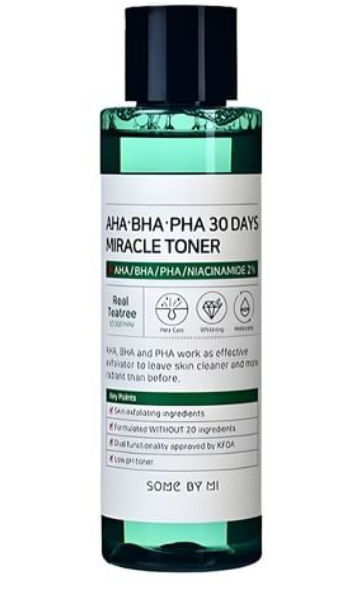 AHA·BHA·PHA 30 DAYS
MIRACLE TONER
AHA/BHA/PHA/NIACINAMIDE 2%
Real
Teatree
Pore Care
Whitening
AHA, BHA and PHA work as effective
exfoliator to leave skin cleaner and more
radiant than before.
Key Points
Skin exfoliating ingredients
Formulated WITHOUT 20 ingredients
Dual functionality approved by KFDA
Low pH toner
SOME BY MI